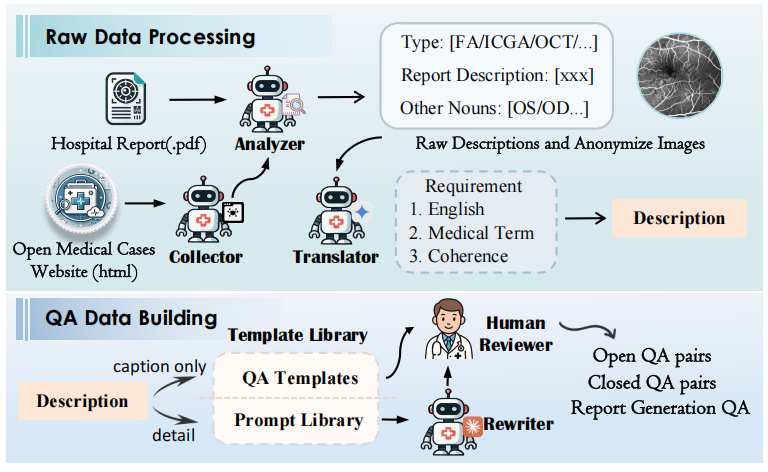 Raw Data Processing
Hospital Report(.pdf)
Analyzer
Type: [FA/ICGA/OCT/...]
Report Description: [xxx]
Other Nouns: [OS/OD...]
Raw Descriptions and Anonymize Images
Open Medical Cases
Website (html)
Collector
Translator
Requirement
1. English
2. Medical Term
3. Coherence
Description
QA Data Building
Description
caption only
detail
Template Library
QA Templates
Prompt Library
Human
Reviewer
Rewriter
Open QA pairs
Closed QA pairs
Report Generation QA